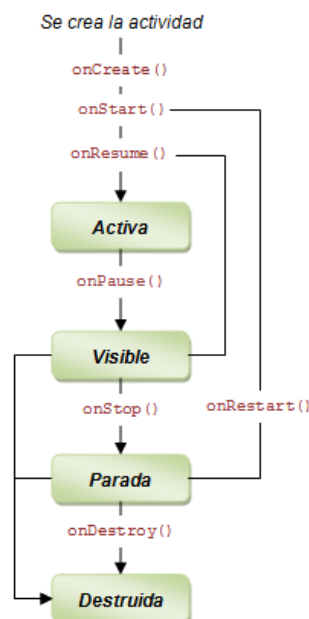 Se crea la actividad
onCreate()
onStart()
onResume()
Activa
onPause()
Visible
onStop()
onRestart()
Parada
onDestroy()
Destruida